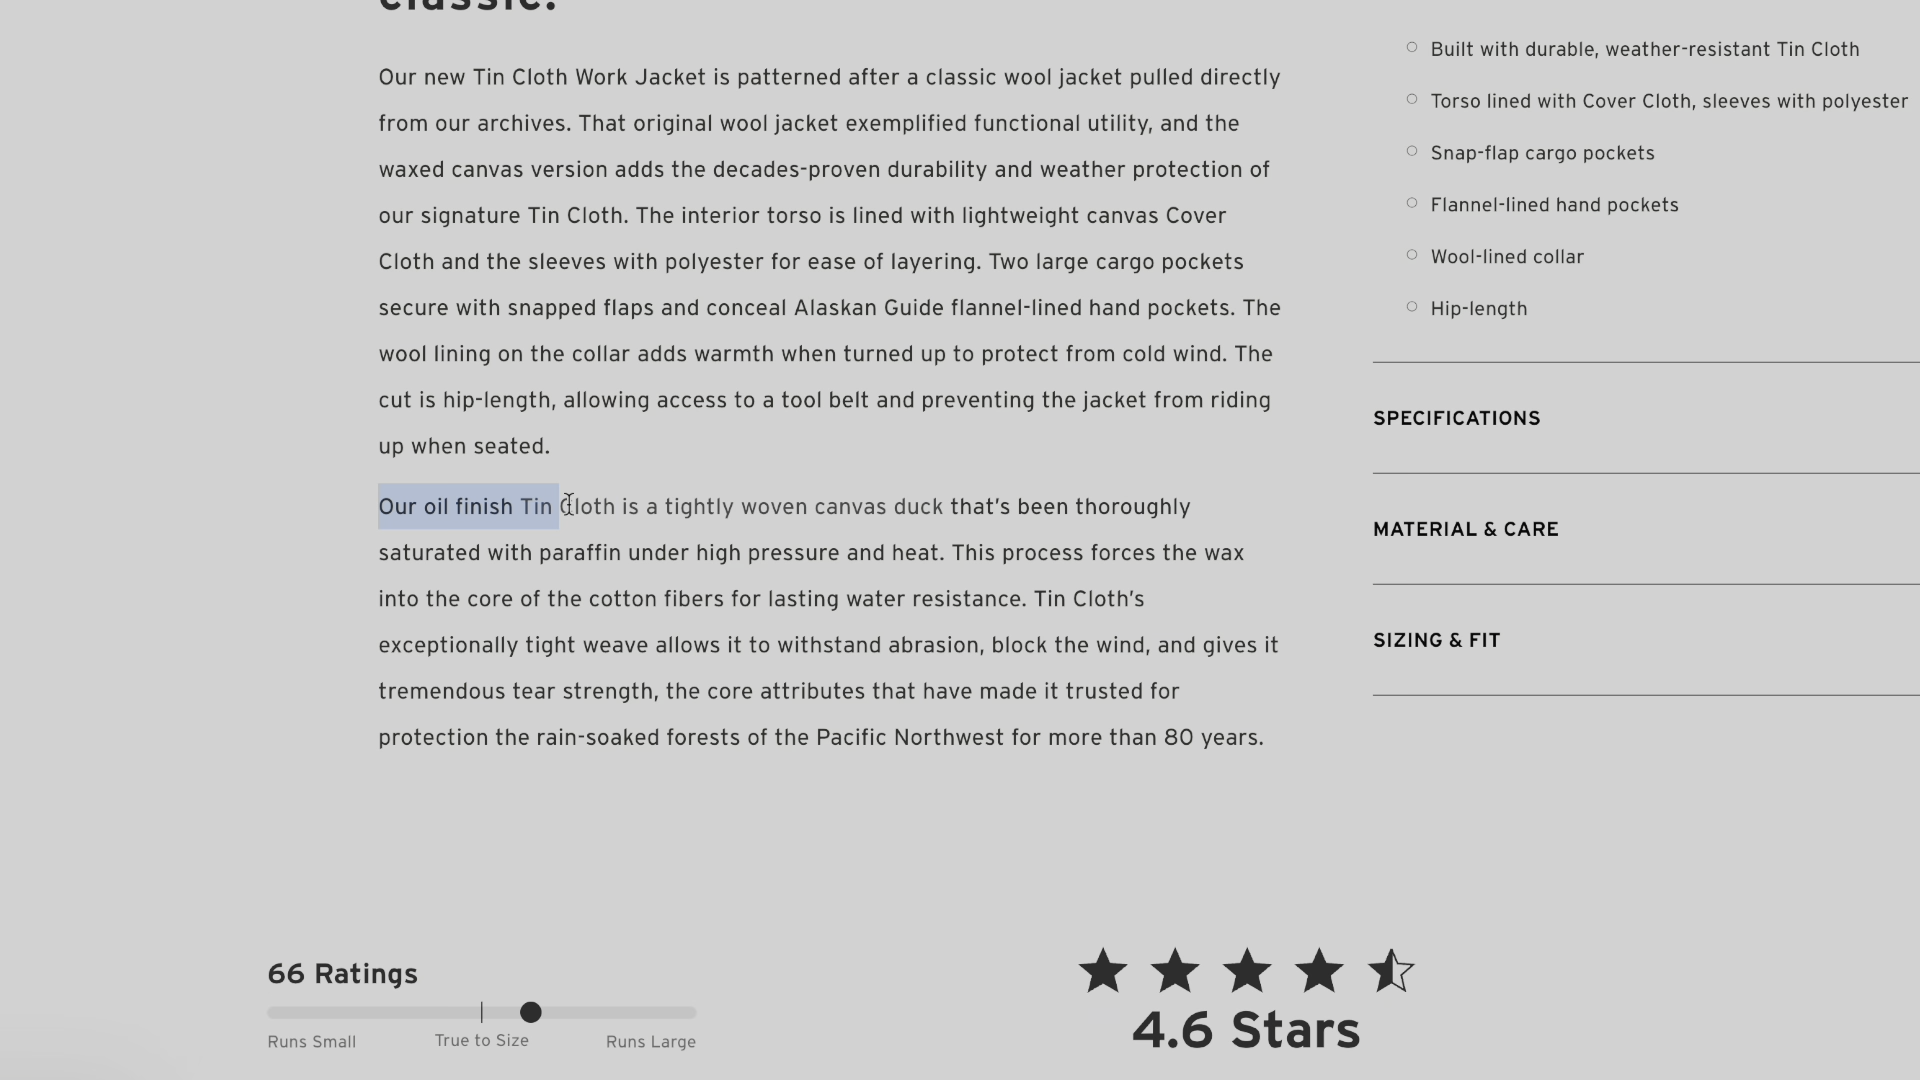 classic.
Our new Tin Cloth Work Jacket is patterned after a classic wool jacket pulled directly
from our archives. That original wool jacket exemplified functional utility, and the
waxed canvas version adds the decades-proven durability and weather protection of
our signature Tin Cloth. The interior torso is lined with lightweight canvas Cover
Cloth and the sleeves with polyester for ease of layering. Two large cargo pockets
secure with snapped flaps and conceal Alaskan Guide flannel-lined hand pockets. The
wool lining on the collar adds warmth when turned up to protect from cold wind. The
cut is hip-length, allowing access to a tool belt and preventing the jacket from riding
up when seated.
Our oil finish Tin Cloth is a tightly woven canvas duck that’s been thoroughly
saturated with paraffin under high pressure and heat. This process forces the wax
into the core of the cotton fibers for lasting water resistance. Tin Cloth’s
exceptionally tight weave allows it to withstand abrasion, block the wind, and gives it
tremendous tear strength, the core attributes that have made it trusted for
protection the rain-soaked forests of the Pacific Northwest for more than 80 years.
Built with durable, weather-resistant Tin Cloth
Torso lined with Cover Cloth, sleeves with polyester
Snap-flap cargo pockets
Flannel-lined hand pockets
Wool-lined collar
Hip-length
SPECIFICATIONS
MATERIAL & CARE
SIZING & FIT
66 Ratings
Runs Small
True to Size
Runs Large
4.6 Stars